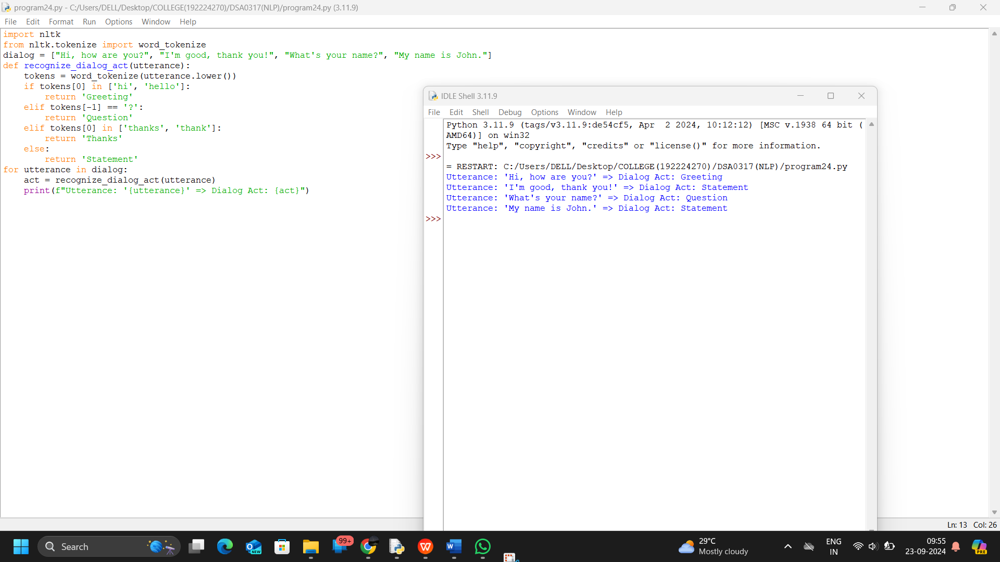 program24.py - C:/Users/DELL/Desktop/COLLEGE(192224270)/DSA0317(NLP)/program24.py (3.11.9)
File Edit Format Run Options Window Help
import nltk
from nltk.tokenize import word_tokenize
dialog = ["Hi, how are you?", "I'm good, thank you!", "What's your name?", "My name is John."]
def recognize_dialog_act(utterance):
    tokens = word_tokenize(utterance.lower())
    if tokens[0] in ['hi', 'hello']:
        return 'Greeting'
    elif tokens[-1] == '?':
        return 'Question'
    elif tokens[0] in ['thanks', 'thank']:
        return 'Thanks'
    else:
        return 'Statement'
for utterance in dialog:
    act = recognize_dialog_act(utterance)
    print(f"Utterance: '{utterance}' => Dialog Act: {act}")
IDLE Shell 3.11.9
File Edit Shell Debug Options Window Help
Python 3.11.9 (tags/v3.11.9:de54cf5, Apr  2 2024, 10:12:12) [MSC v.1938 64 bit (
AMD64)] on win32
Type "help", "copyright", "credits" or "license()" for more information.
>>>
= RESTART: C:/Users/DELL/Desktop/COLLEGE(192224270)/DSA0317(NLP)/program24.py
Utterance: 'Hi, how are you?' => Dialog Act: Greeting
Utterance: 'I'm good, thank you!' => Dialog Act: Statement
Utterance: 'What's your name?' => Dialog Act: Question
Utterance: 'My name is John.' => Dialog Act: Statement
>>>
Ln: 13 Col: 26
Search
NEW
99+
W
W
29°C
Mostly cloudy
ENG
IN
09:55
23-09-2024
PRE